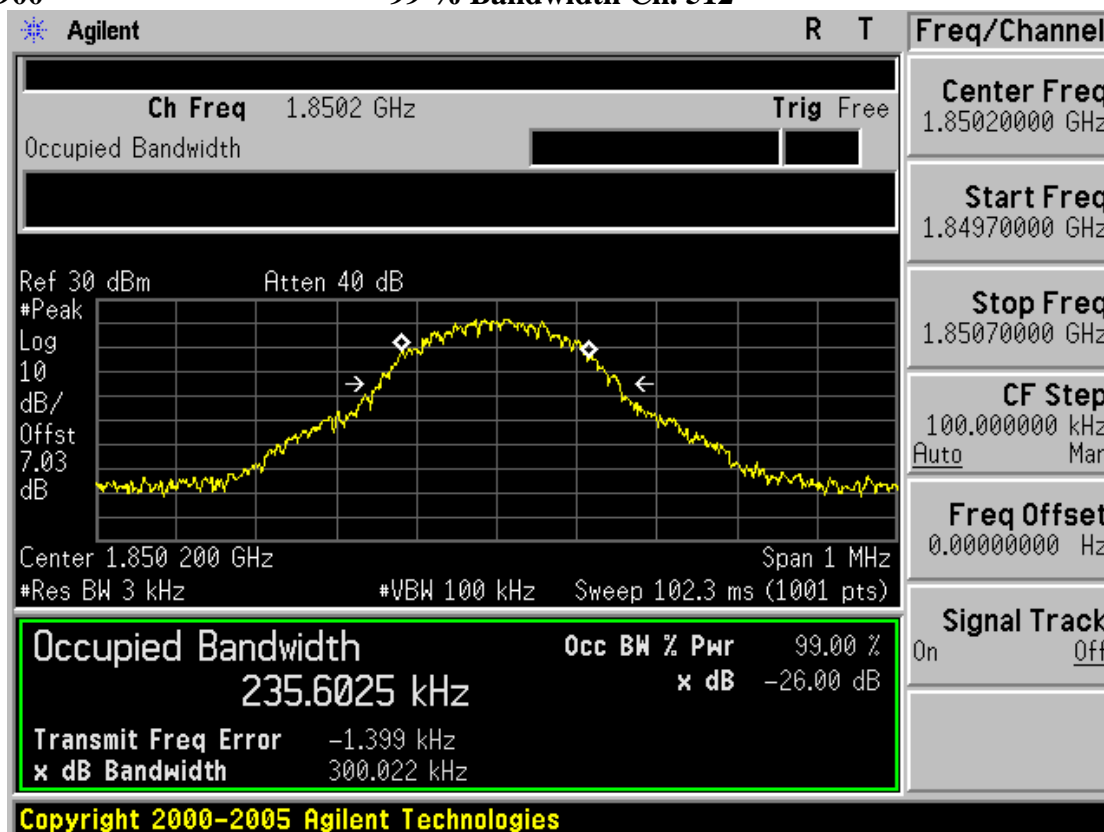 99 % Bandwidth Ch. 512
Agilent R T
Freq/Channel
Ch Freq 1.8502 GHz Trig Free
Occupied Bandwidth
Center Freq
1.85020000 GHz
Start Freq
1.84970000 GHz
Stop Freq
1.85070000 GHz
CF Step
100.000000 kHz
Auto Man
Freq Offset
0.00000000 Hz
Signal Track
On Off
Ref 30 dBm Atten 40 dB
#Peak
Log
10
dB/
Offst
7.03
dB
Center 1.850 200 GHz Span 1 MHz
#Res BW 3 kHz #VBW 100 kHz Sweep 102.3 ms (1001 pts)
Occupied Bandwidth
235.6025 kHz
Occ BW % Pwr 99.00 %
x dB -26.00 dB
Transmit Freq Error -1.399 kHz
x dB Bandwidth 300.022 kHz
Copyright 2000-2005 Agilent Technologies